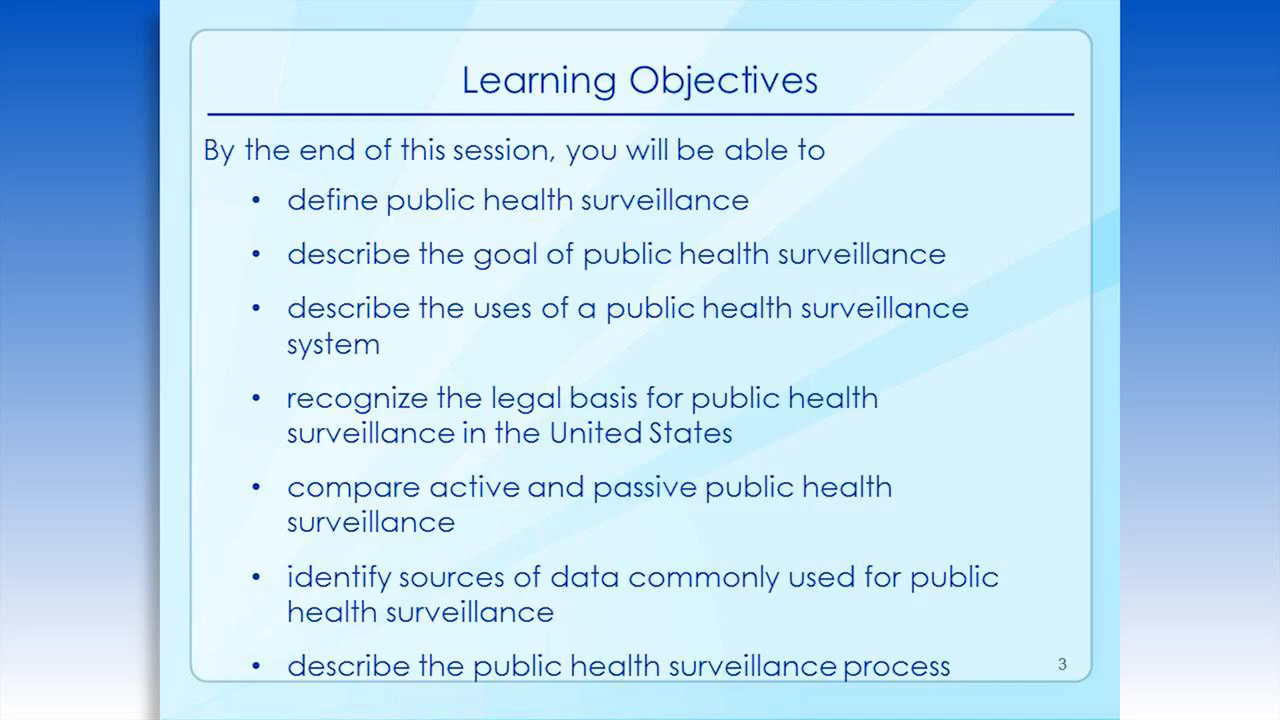 Learning Objectives
By the end of this session, you will be able to
• define public health surveillance
• describe the goal of public health surveillance
• describe the uses of a public health surveillance
system
• recognize the legal basis for public health
surveillance in the United States
• compare active and passive public health
surveillance
• identify sources of data commonly used for public
health surveillance
• describe the public health surveillance process
3